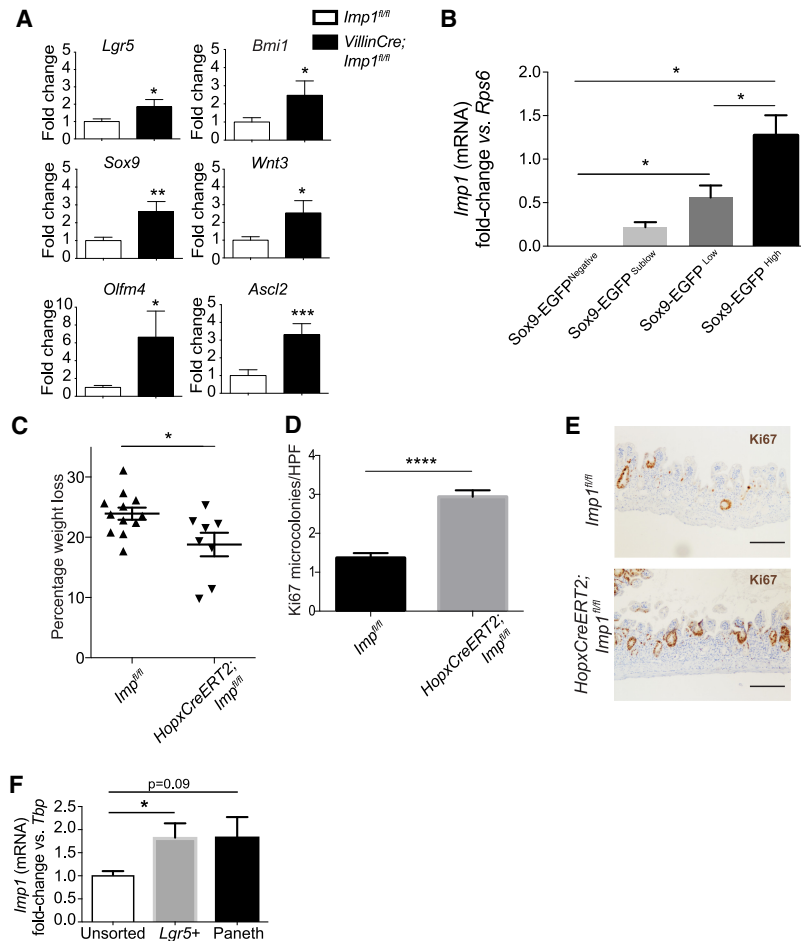 A
Imp1fl/fl
VillinCre;
Imp1fl/fl
Lgr5
Fold change
5
4
3
2
1
0
*
Bmi1
Fold change
5
4
3
2
1
0
*
Sox9
Fold change
5
4
3
2
1
0
**
Wnt3
Fold change
5
4
3
2
1
0
*
Olfm4
Fold change
10
8
6
4
2
0
*
Ascl2
Fold change
5
4
3
2
1
0
***
B
Imp1 (mRNA)
fold-change vs. Rps6
2.0
1.5
1.0
0.5
0.0
*
*
*
Sox9-EGFPNegative
Sox9-EGFPSublow
Sox9-EGFPLow
Sox9-EGFPHigh
C
Percentage weight loss
30
20
10
0
*
Impfl/fl
HopxCreERT2;
Impfl/fl
D
Ki67 microcolonies/HPF
4
3
2
1
0
****
Impfl/fl
HopxCreERT2;
Impfl/fl
E
Ki67
Imp1fl/fl
Ki67
HopxCreERT2;
Imp1fl/fl
F
Imp1 (mRNA)
fold-change vs. Tbp
2.5
2.0
1.5
1.0
0.5
0.0
p=0.09
*
Unsorted
Lgr5+
Paneth